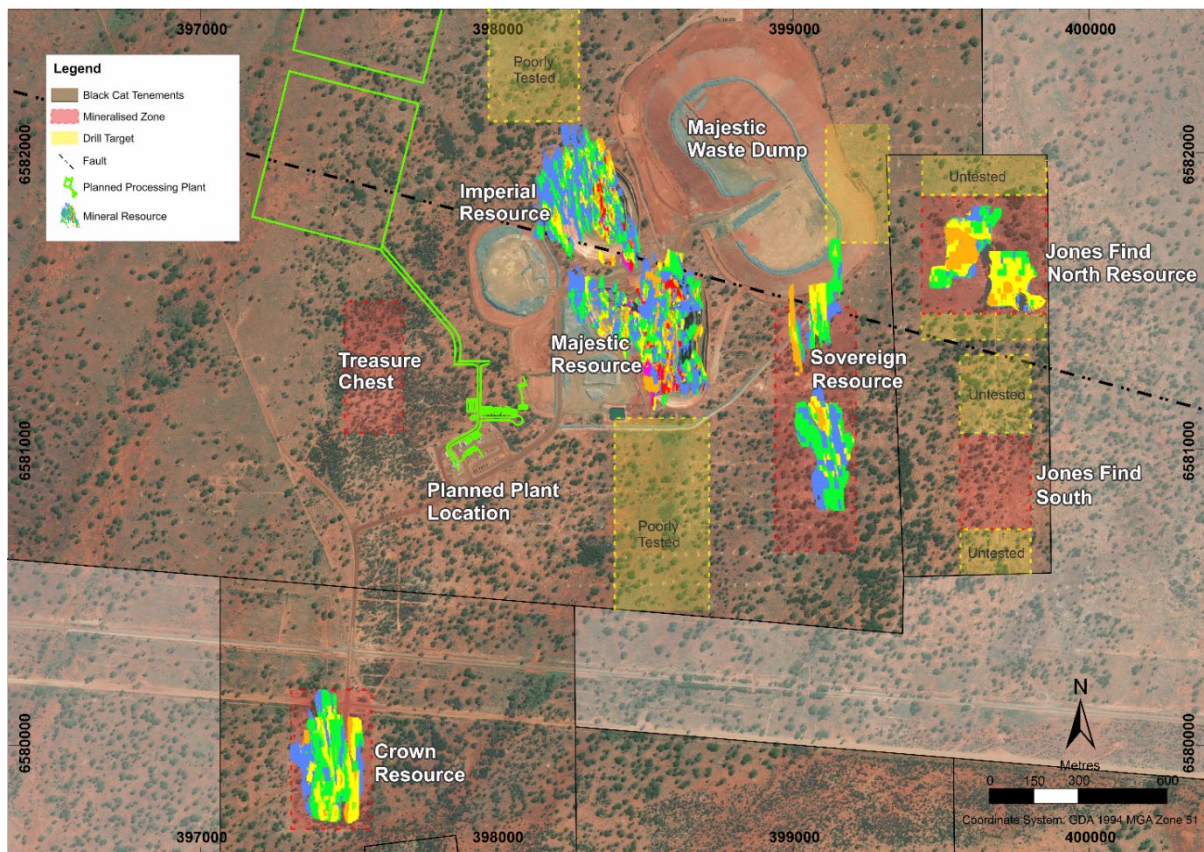 397000
398000
399000
400000
Legend
Black Cat Tenements
Mineralised Zone
Drill Target
Fault
Planned Processing Plant
Mineral Resource
Poorly
Tested
Majestic
Waste Dump
6582000
6582000
Imperial
Resource
Untested
Jones Find
North Resource
Majestic
Resource
Treasure
Chest
Sovereign
Resource
Untested
6581000
6581000
Jones Find
South
Planned Plant
Location
Poorly
Tested
Untested
N
6580000
6580000
Crown
Resource
Metres
0 150 300 600
Coordinate System: GDA 1994 MGA Zone 51
397000
398000
399000
400000